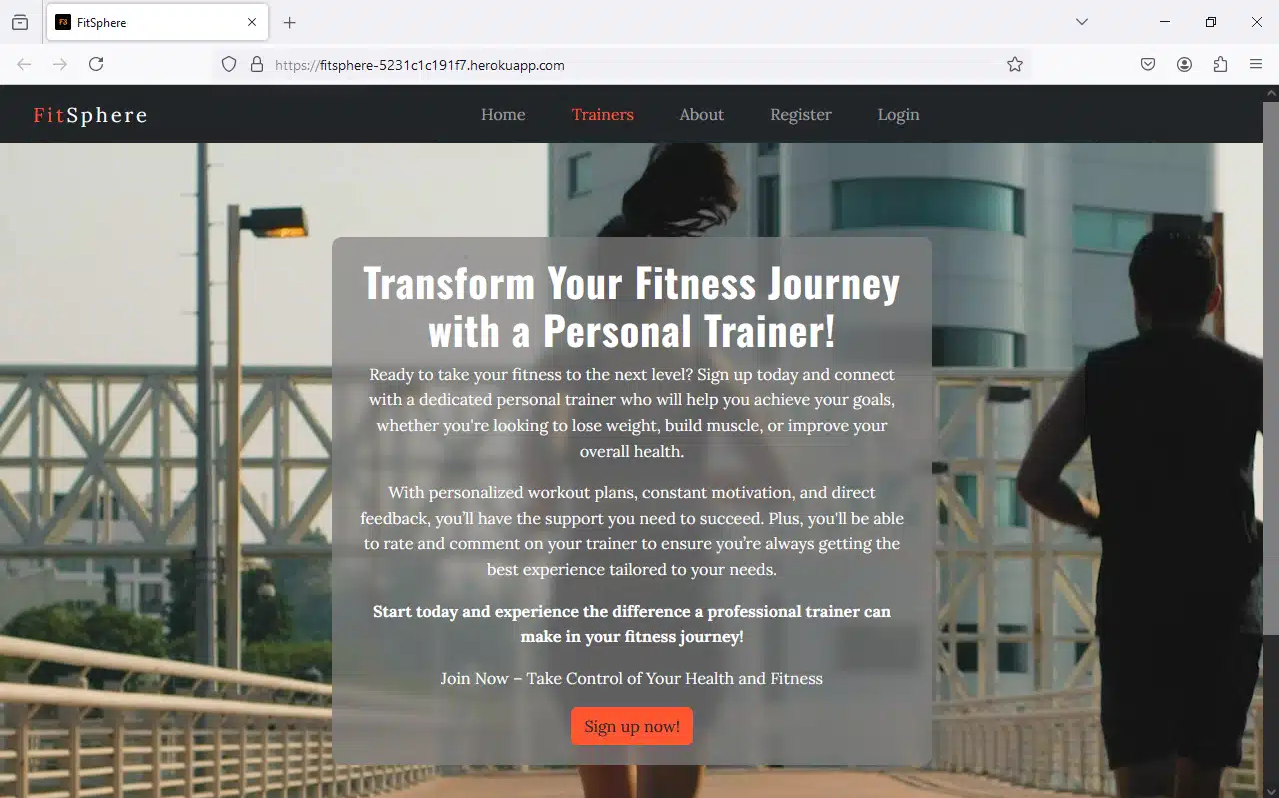 FS FitSphere
https://fitsphere-5231c1c191f7.herokuapp.com
FitSphere Home Trainers About Register Login
Transform Your Fitness Journey
with a Personal Trainer!
Ready to take your fitness to the next level? Sign up today and connect
with a dedicated personal trainer who will help you achieve your goals,
whether you're looking to lose weight, build muscle, or improve your
overall health.
With personalized workout plans, constant motivation, and direct
feedback, you’ll have the support you need to succeed. Plus, you'll be able
to rate and comment on your trainer to ensure you’re always getting the
best experience tailored to your needs.
Start today and experience the difference a professional trainer can
make in your fitness journey!
Join Now – Take Control of Your Health and Fitness
Sign up now!